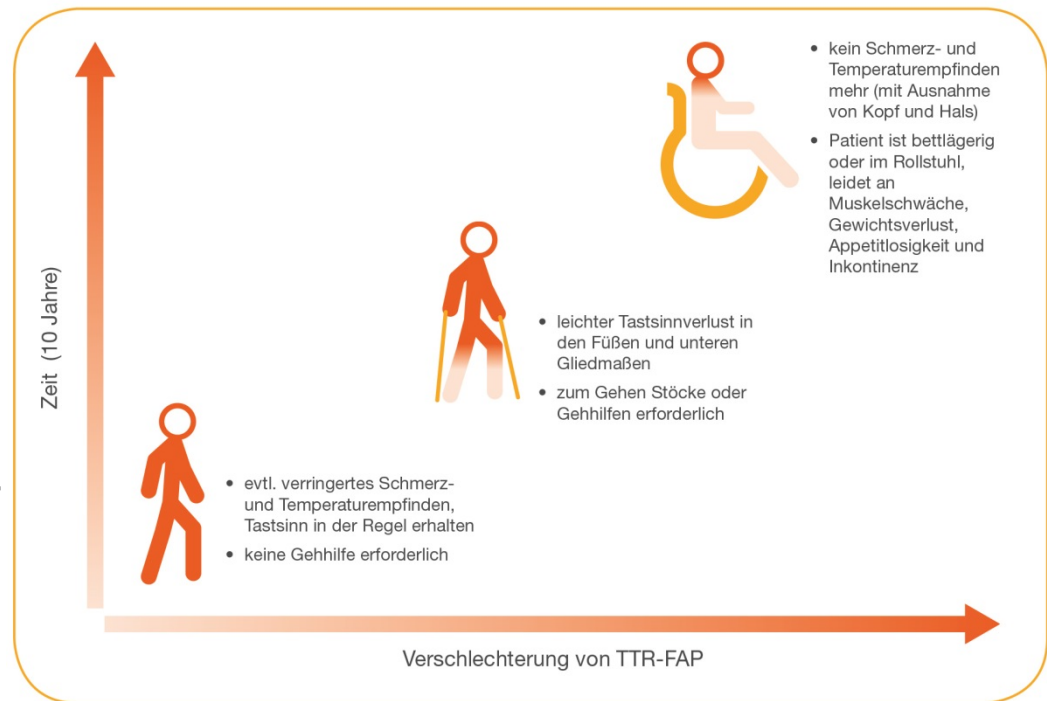 • kein Schmerz- und
Temperaturempfinden
mehr (mit Ausnahme
von Kopf und Hals)
• Patient ist bettlägerig
oder im Rollstuhl,
leidet an
Muskelschwäche,
Gewichtsverlust,
Appetitlosigkeit und
Inkontinenz
Zeit (10 Jahre)
• leichter Tastsinnverlust in
den Füßen und unteren
Gliedmaßen
• zum Gehen Stöcke oder
Gehhilfen erforderlich
• evtl. verringertes Schmerz-
und Temperaturempfinden,
Tastsinn in der Regel erhalten
• keine Gehhilfe erforderlich
Verschlechterung von TTR-FAP